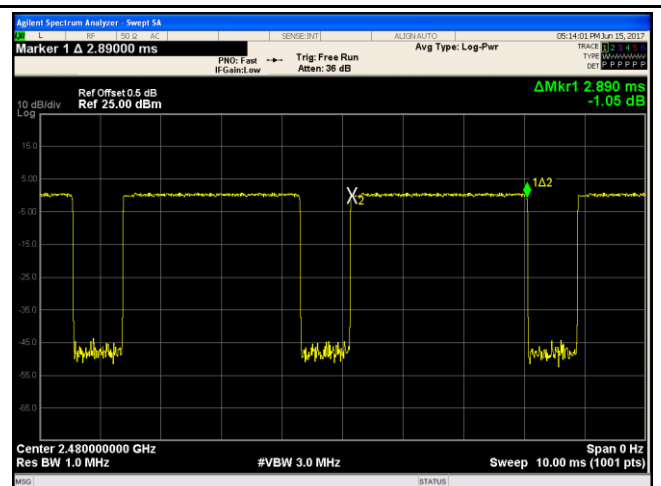 Agilent Spectrum Analyzer - Swept SA
L RF 50 Ω AC SENSE:INT ALIGN AUTO 05:14:01 PM Jun 15, 2017
Marker 1 Δ 2.89000 ms
PNO: Fast
IFGain:Low
Trig: Free Run
Atten: 36 dB
Avg Type: Log-Pwr
TRACE 1 2 3 4 5 6
TYPE WWWWWW
DET P P P P P P
Ref Offset 0.5 dB
10 dB/div Ref 25.00 dBm
Log
ΔMkr1 2.890 ms
-1.05 dB
15.0
5.00
-5.00
-15.0
-25.0
-35.0
-45.0
-55.0
-65.0
X2
1Δ2
Center 2.480000000 GHz Span 0 Hz
Res BW 1.0 MHz #VBW 3.0 MHz Sweep 10.00 ms (1001 pts)
MSG STATUS